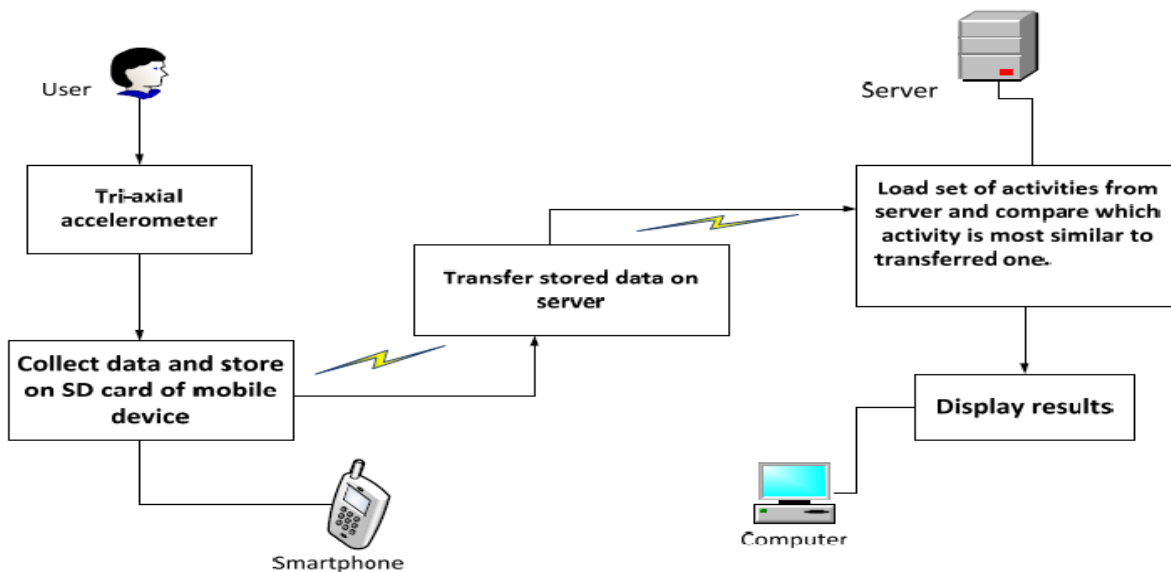 User
Tri-axial
accelerometer
Collect data and store
on SD card of mobile
device
Smartphone
Transfer stored data on
server
Server
Load set of activities from
server and compare which
activity is most similar to
transferred one.
Display results
Computer